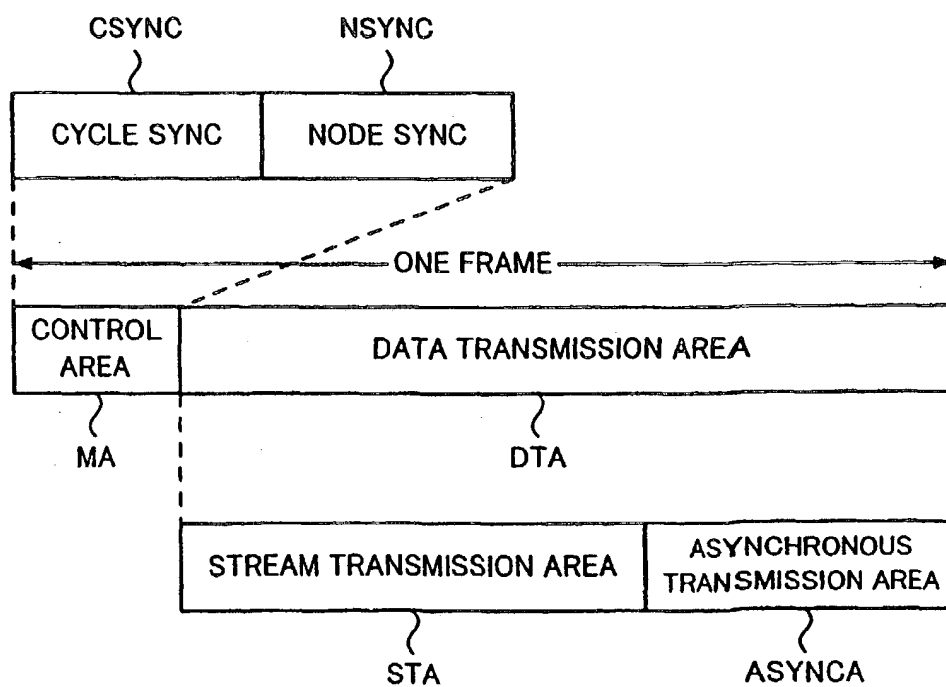 CSYNC NSYNC
CYCLE SYNC NODE SYNC
ONE FRAME
CONTROL
AREA
DATA TRANSMISSION AREA
MA DTA
STREAM TRANSMISSION AREA
ASYNCHRONOUS
TRANSMISSION AREA
STA ASYNCA